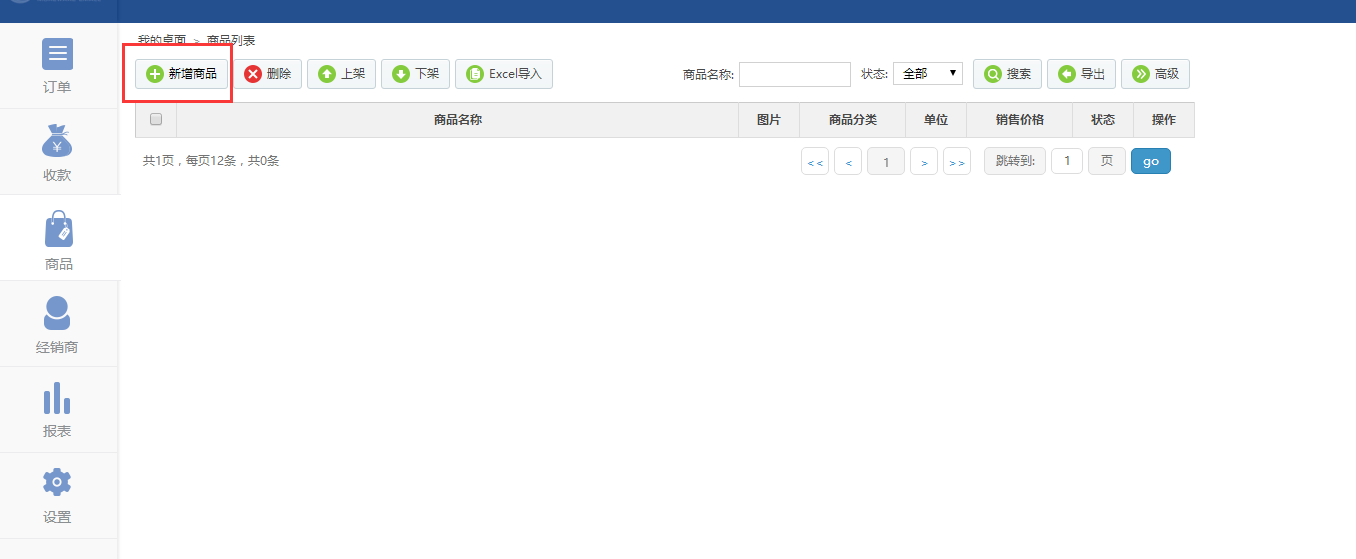 我的桌面 > 商品列表
新增商品 删除 上架 下架 Excel导入 商品名称: 状态: 全部 搜索 导出 高级
商品名称 图片 商品分类 单位 销售价格 状态 操作
共1页，每页12条，共0条 << < 1 > >> 跳转到: 1 页 go
订单
收款
商品
经销商
报表
设置